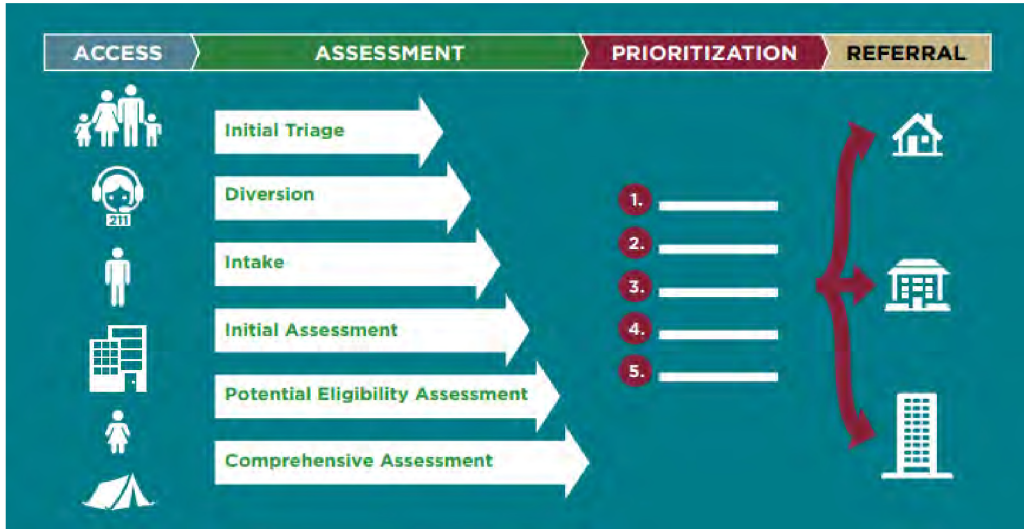 ACCESS
ASSESSMENT
PRIORITIZATION
REFERRAL
Initial Triage
Diversion
211
Intake
Initial Assessment
Potential Eligibility Assessment
Comprehensive Assessment
1.
2.
3.
4.
5.